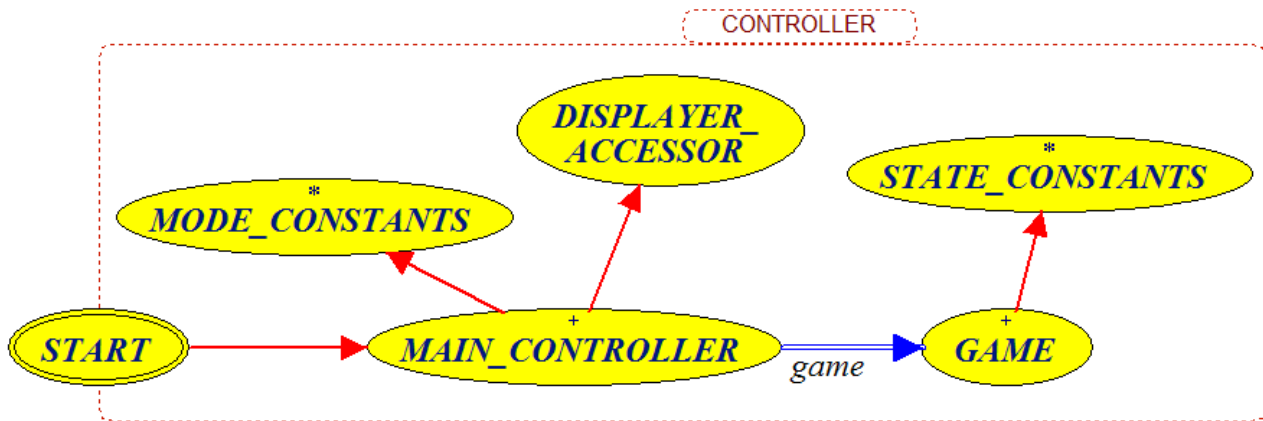 CONTROLLER
DISPLAYER_
ACCESSOR
*
STATE_CONSTANTS
*
MODE_CONSTANTS
START
+
MAIN_CONTROLLER
game
+
GAME